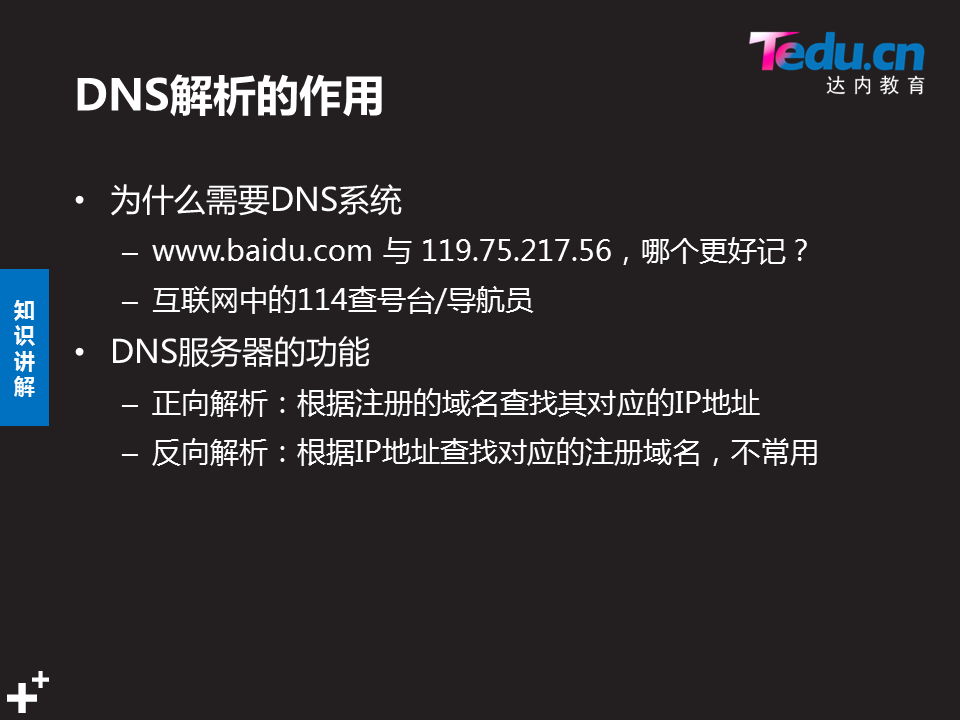 Tedu.cn
达内教育
DNS解析的作用
• 为什么需要DNS系统
– www.baidu.com 与 119.75.217.56，哪个更好记？
– 互联网中的114查号台/导航员
• DNS服务器的功能
– 正向解析：根据注册的域名查找其对应的IP地址
– 反向解析：根据IP地址查找对应的注册域名，不常用
知识讲解